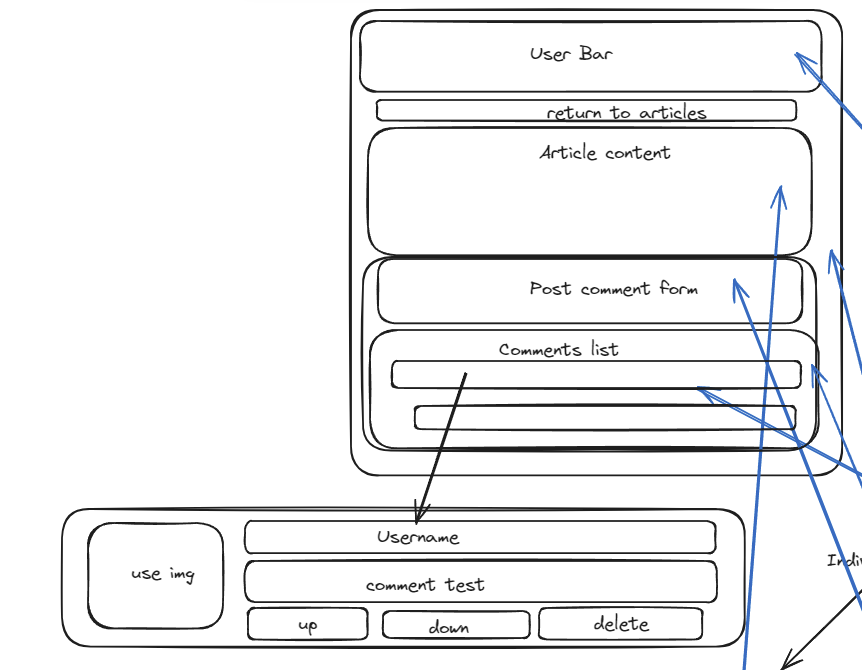 User Bar
return to articles
Article content
Post comment form
Comments list
Username
use img
comment test
up
down
delete